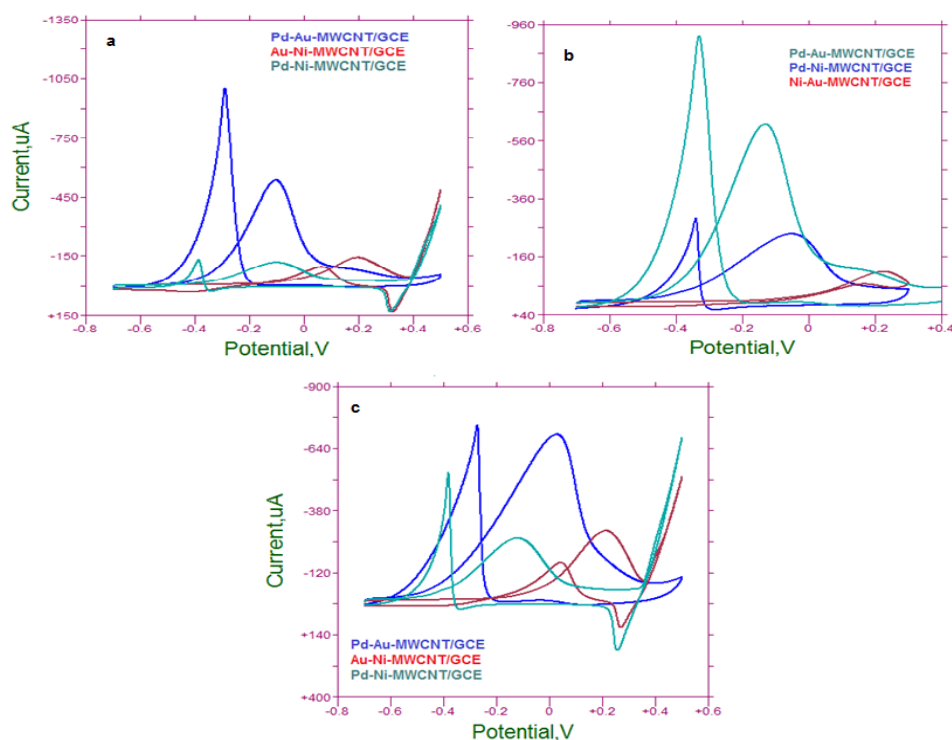 -1350
a
Pd-Au-MWCNT/GCE
Au-Ni-MWCNT/GCE
Pd-Ni-MWCNT/GCE
-1050
-750
-450
-150
+150
Current,uA
-0.8 -0.6 -0.4 -0.2 0 +0.2 +0.4 +0.6
Potential,V
-960
b
Pd-Au-MWCNT/GCE
Pd-Ni-MWCNT/GCE
Ni-Au-MWCNT/GCE
-760
-560
-360
-160
+40
Current,uA
-0.8 -0.6 -0.4 -0.2 0 +0.2 +0.4
Potential,V
-900
c
-640
-380
-120
+140
+400
Current,uA
Pd-Au-MWCNT/GCE
Au-Ni-MWCNT/GCE
Pd-Ni-MWCNT/GCE
-0.8 -0.6 -0.4 -0.2 0 +0.2 +0.4 +0.6
Potential,V